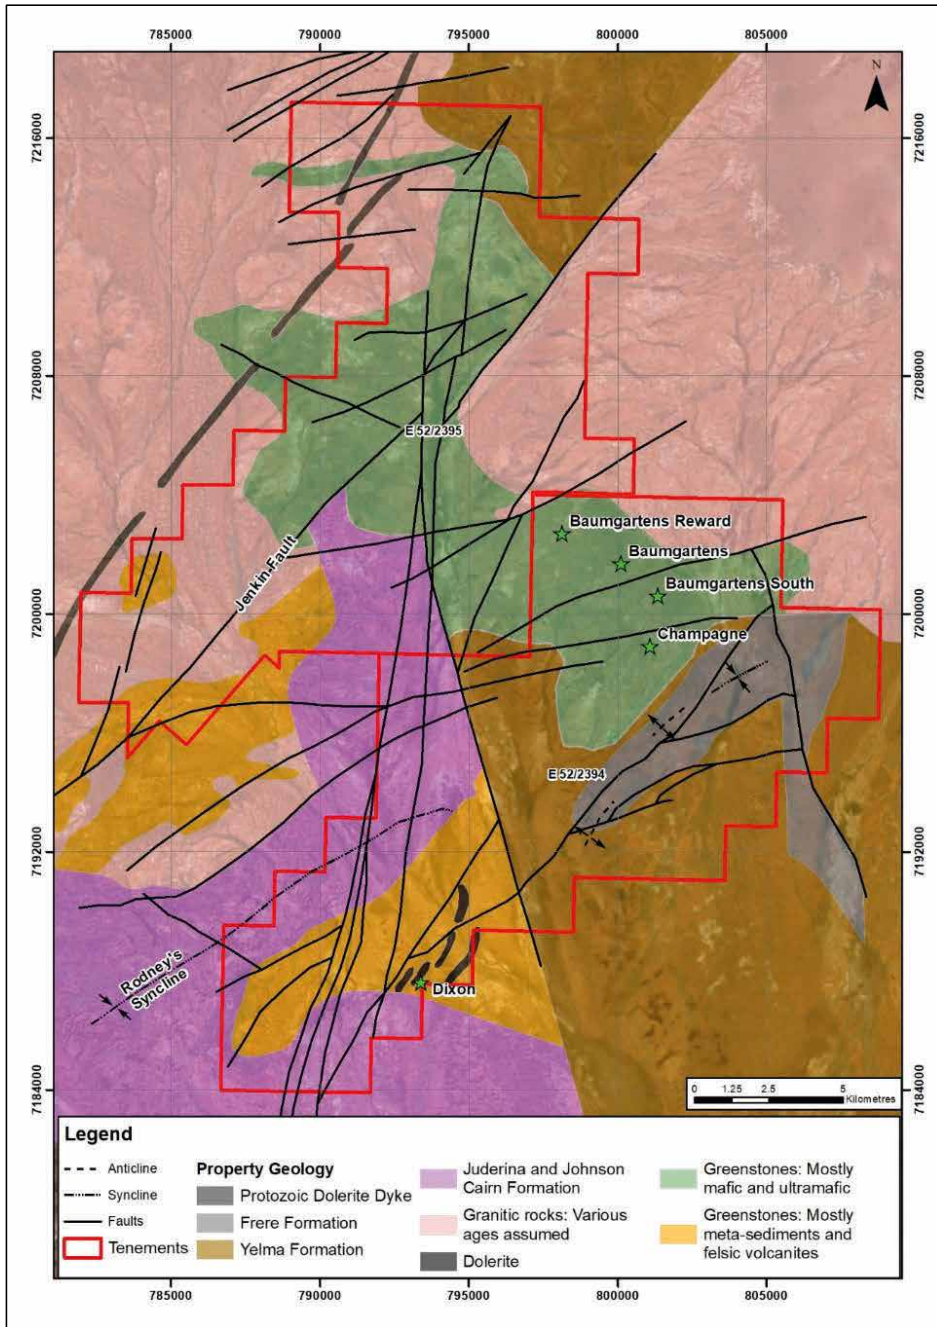 785000 790000 795000 800000 805000
N
7216000 7216000
7208000 7208000
E 52/2395
Baumgartens Reward
Baumgartens
Jenkin Fault
Baumgartens South
7200000 7200000
Champagne
E 52/2394
7192000 7192000
Rodney's
Syncline
Dixon
7184000 7184000
0 1.25 2.5 5
Kilometres
Legend
Anticline
Syncline
Faults
Tenements
Property Geology
Protozoic Dolerite Dyke
Frere Formation
Yelma Formation
Juderina and Johnson
Cairn Formation
Granitic rocks: Various
ages assumed
Dolerite
Greenstones: Mostly
mafic and ultramafic
Greenstones: Mostly
meta-sediments and
felsic volcanites
785000 790000 795000 800000 805000